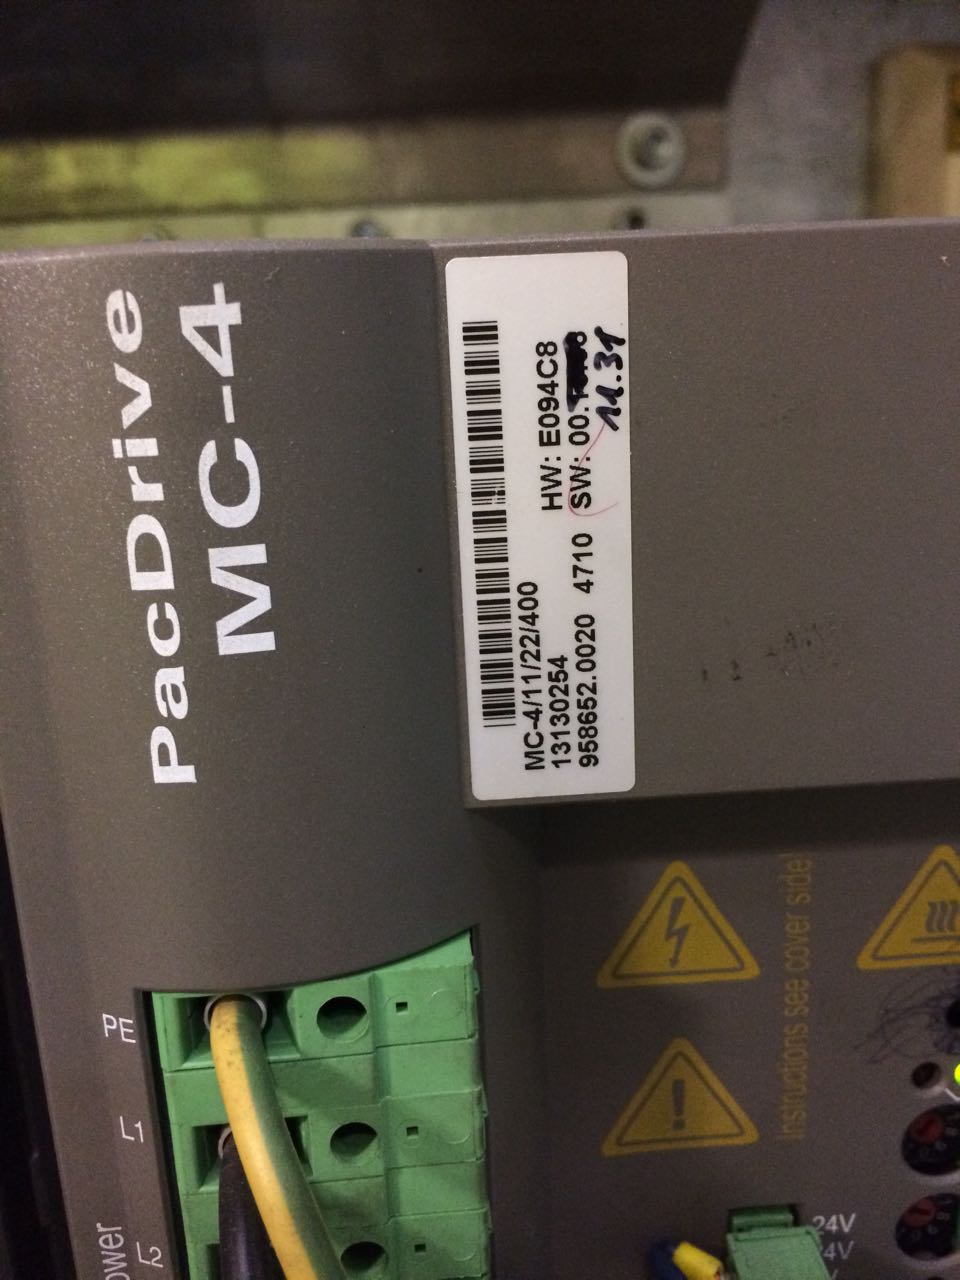 PacDrive
MC-4
MC-4/11/22/400
13130254 HW: E094C8
958652.0020 4710 SW: 00.
11.31
Instructions see cover side!
PE
L1
L2
24V
24V